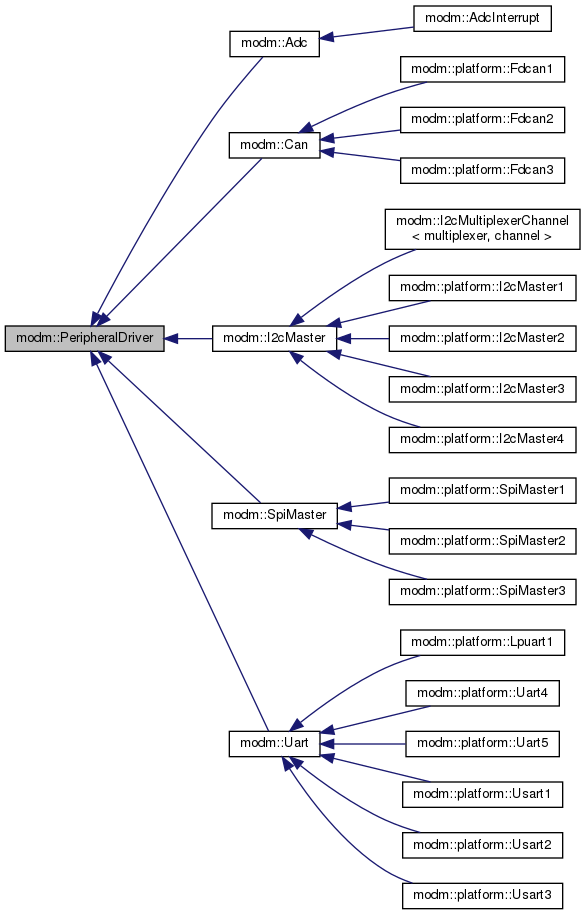 modm::AdcInterrupt
modm::Adc
modm::platform::Fdcan1
modm::platform::Fdcan2
modm::Can
modm::platform::Fdcan3
modm::I2cMultiplexerChannel
< multiplexer, channel >
modm::platform::I2cMaster1
modm::PeripheralDriver
modm::I2cMaster
modm::platform::I2cMaster2
modm::platform::I2cMaster3
modm::platform::I2cMaster4
modm::platform::SpiMaster1
modm::SpiMaster
modm::platform::SpiMaster2
modm::platform::SpiMaster3
modm::platform::Lpuart1
modm::platform::Uart4
modm::Uart
modm::platform::Uart5
modm::platform::Usart1
modm::platform::Usart2
modm::platform::Usart3